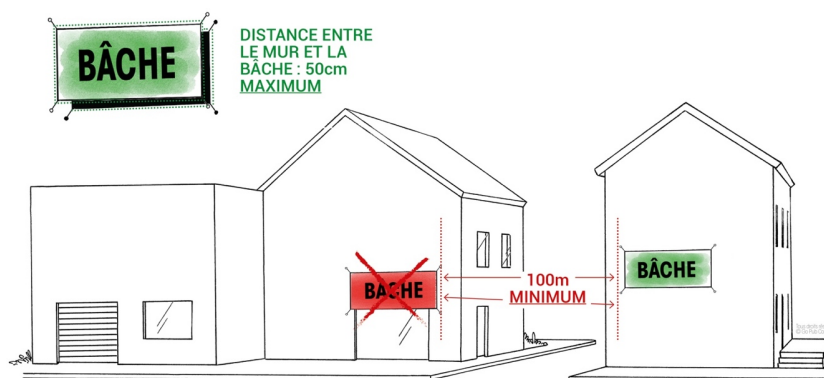 BÂCHE
DISTANCE ENTRE
LE MUR ET LA
BÂCHE : 50cm
MAXIMUM
BÂCHE
100m
MINIMUM
BÂCHE